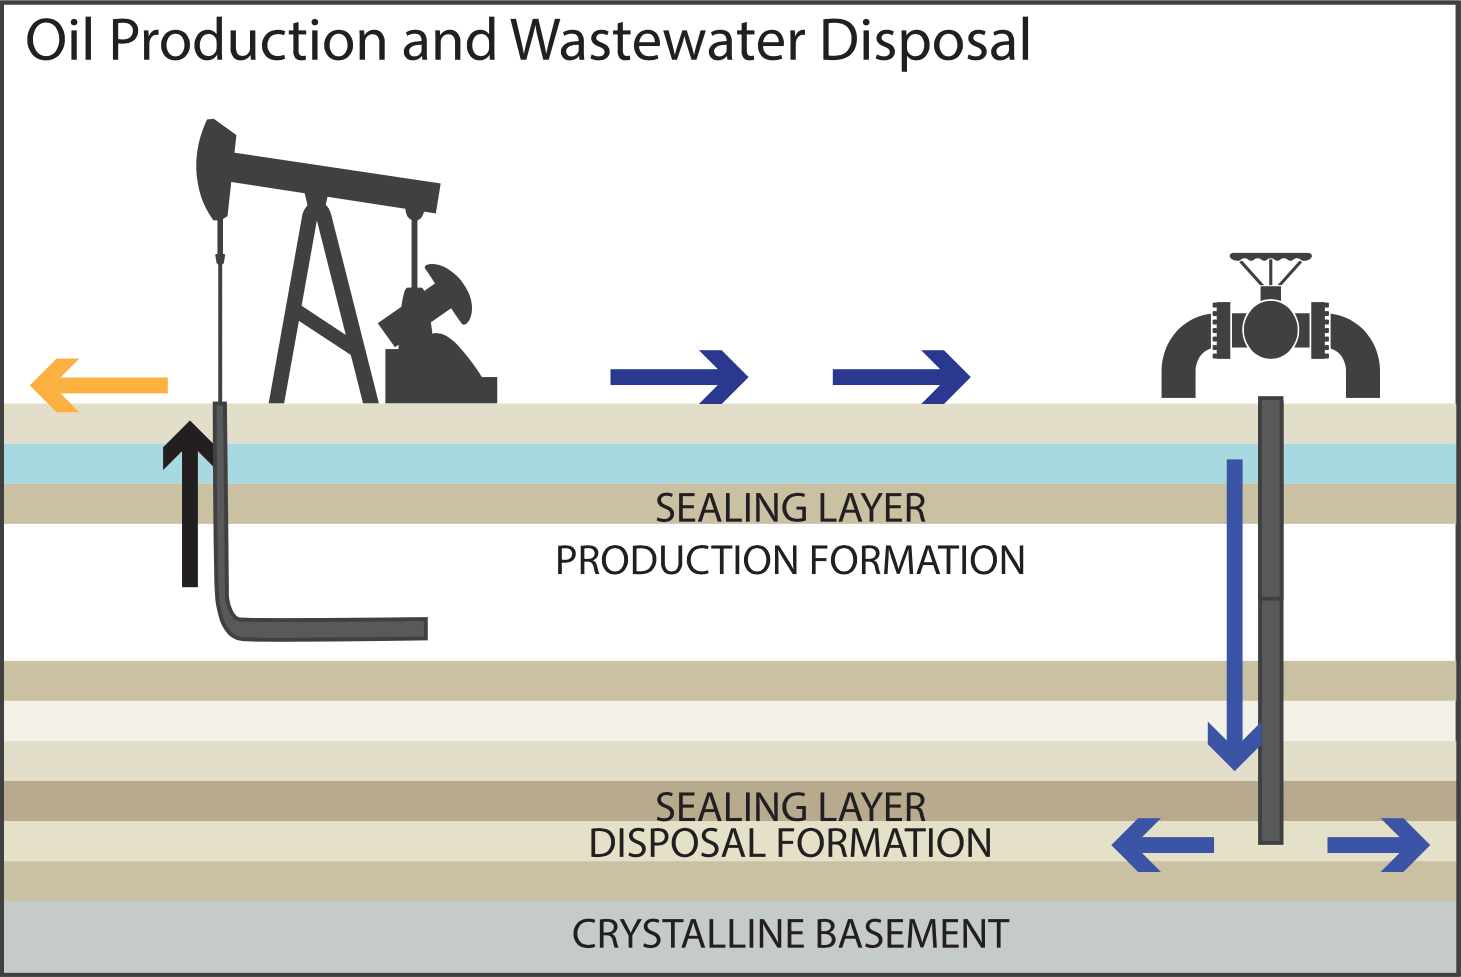 Oil Production and Wastewater Disposal
SEALING LAYER
PRODUCTION FORMATION
SEALING LAYER
DISPOSAL FORMATION
CRYSTALLINE BASEMENT